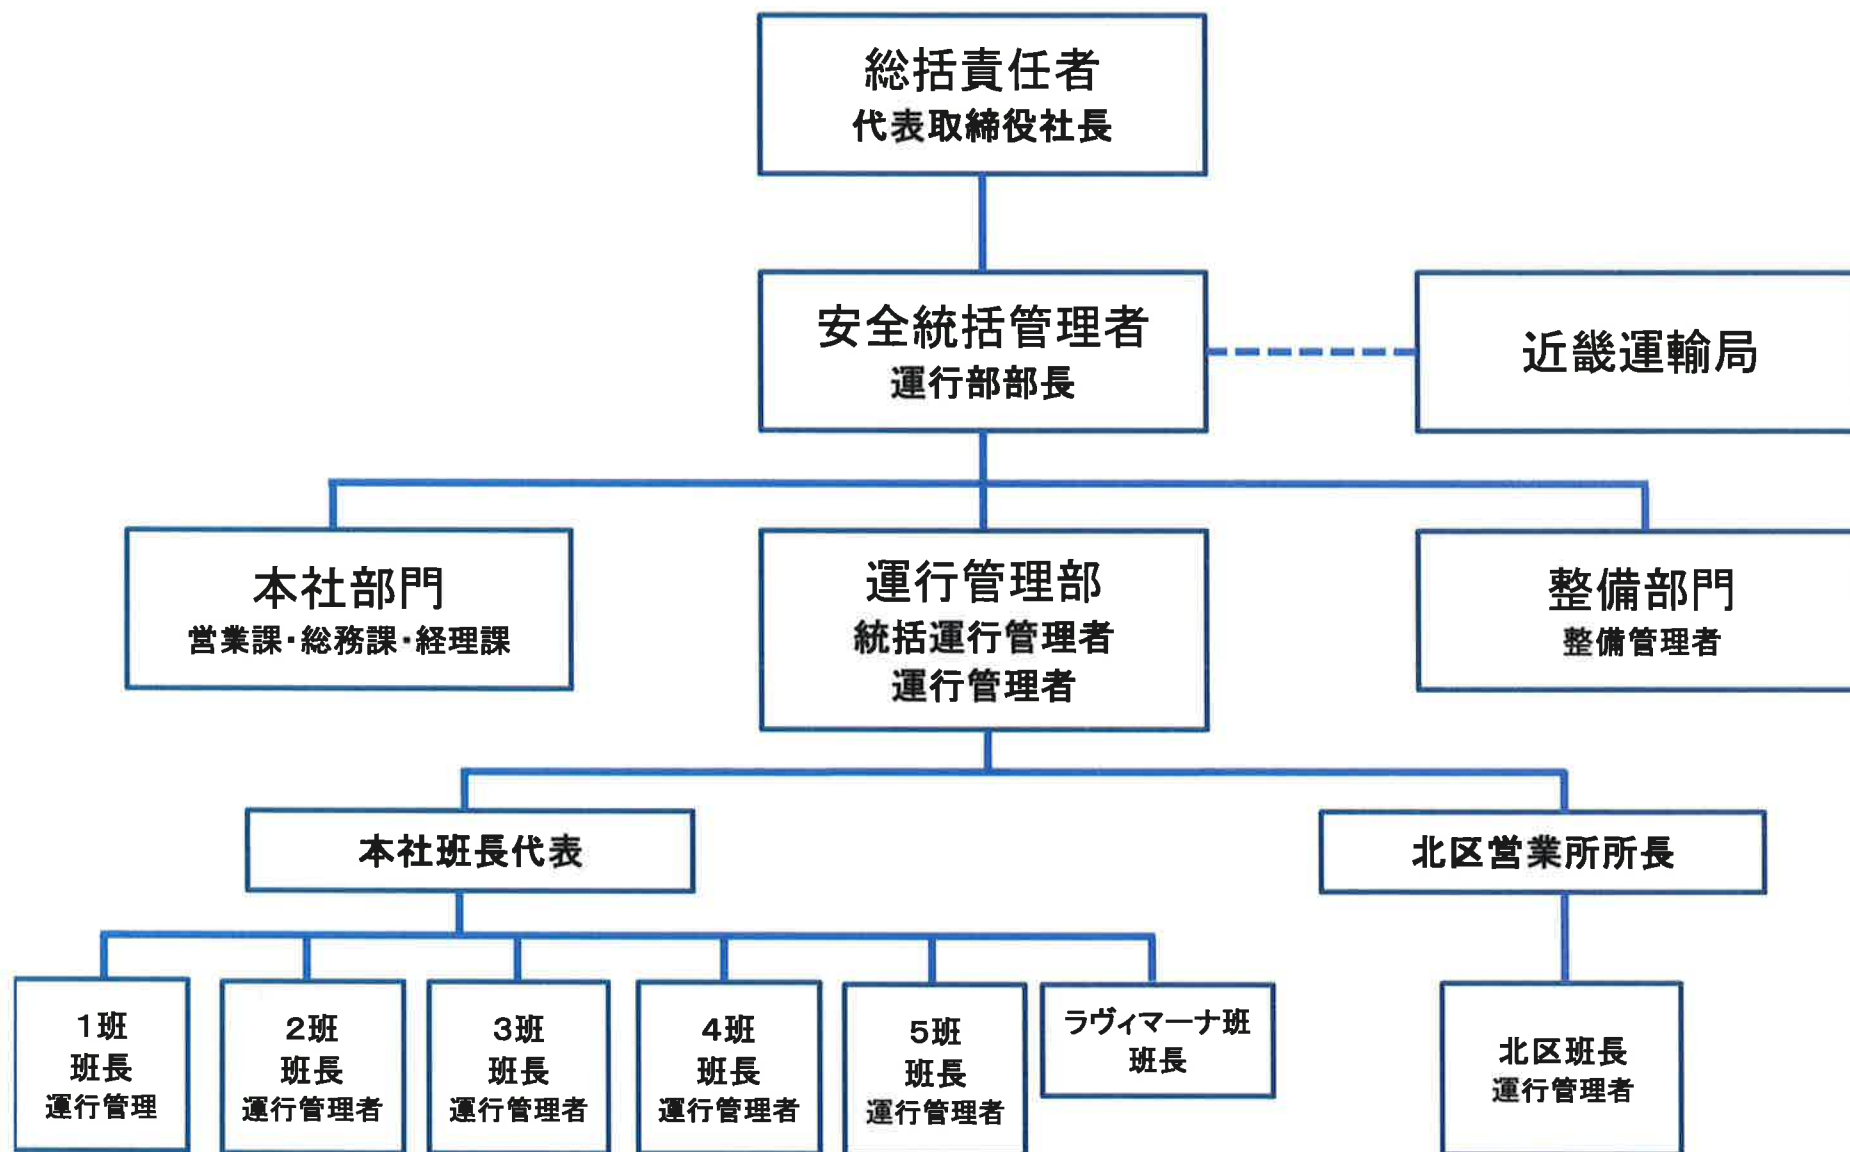 総括責任者
代表取締役社長
安全統括管理者
運行部部長
近畿運輸局
本社部門
営業課・総務課・経理課
運行管理部
統括運行管理者
運行管理者
整備部門
整備管理者
本社班長代表
北区営業所所長
1班
班長
運行管理
2班
班長
運行管理者
3班
班長
運行管理者
4班
班長
運行管理者
5班
班長
運行管理者
ラヴィマーナ班
班長
北区班長
運行管理者